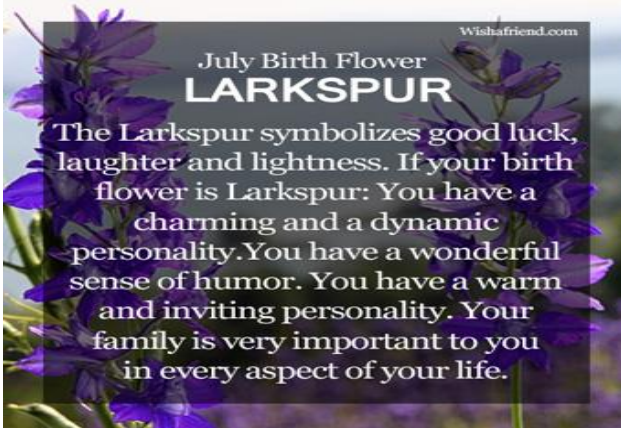 Wishafriend.com
July Birth Flower
LARKSPUR
The Larkspur symbolizes good luck,
laughter and lightness. If your birth
flower is Larkspur: You have a
charming and a dynamic
personality.You have a wonderful
sense of humor. You have a warm
and inviting personality. Your
family is very important to you
in every aspect of your life.